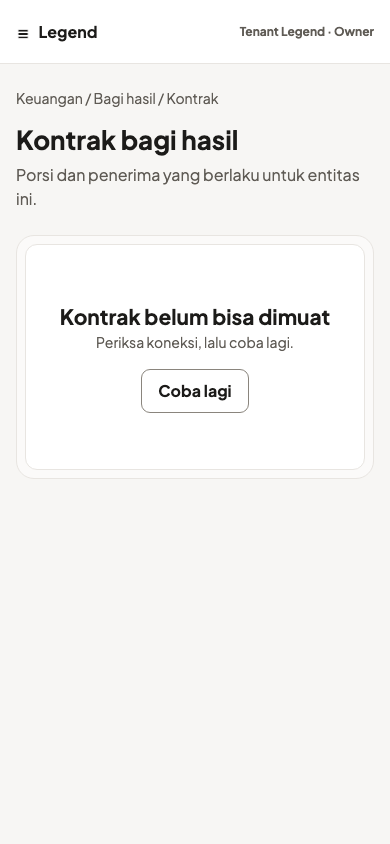 ≡ Legend
Tenant Legend · Owner
Keuangan / Bagi hasil / Kontrak
Kontrak bagi hasil
Porsi dan penerima yang berlaku untuk entitas
ini.
Kontrak belum bisa dimuat
Periksa koneksi, lalu coba lagi.
Coba lagi